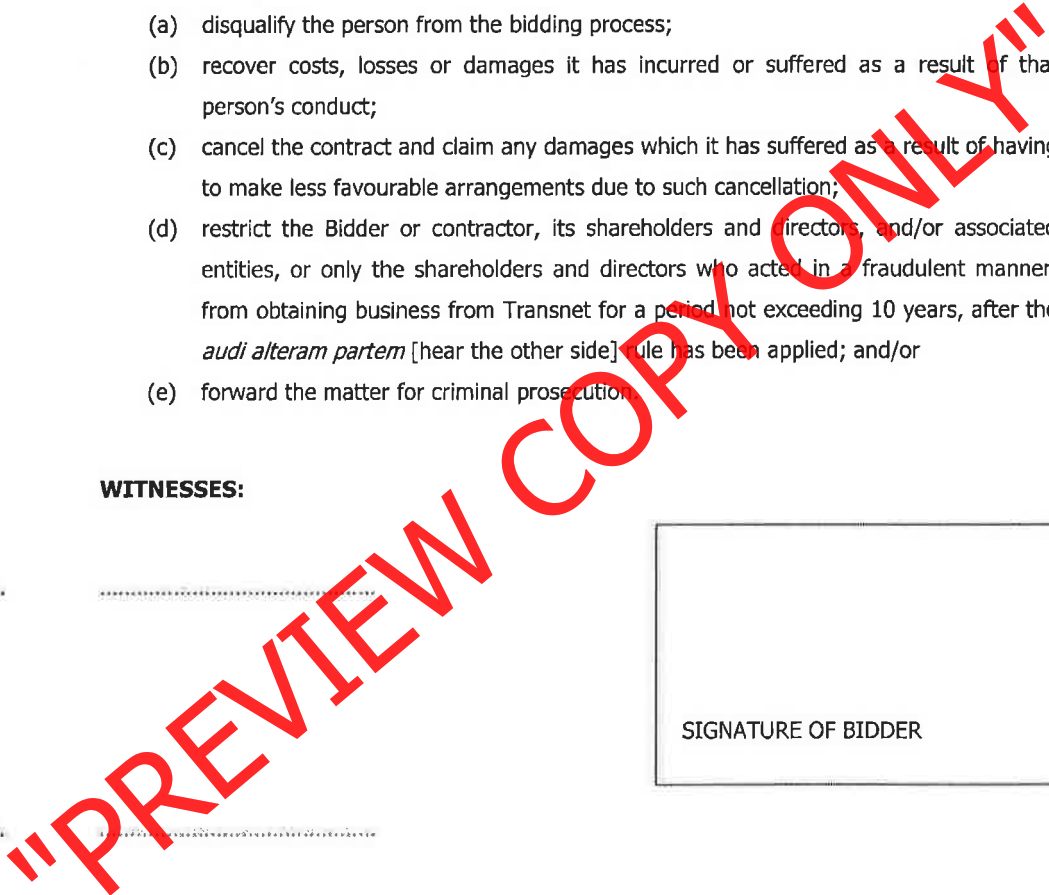 (a) disqualify the person from the bidding process;
(b) recover costs, losses or damages it has incurred or suffered as a result of tha
person's conduct;
(c) cancel the contract and claim any damages which it has suffered as a result of having
to make less favourable arrangements due to such cancellation;
(d) restrict the Bidder or contractor, its shareholders and directors, and/or associated
entities, or only the shareholders and directors who acted in a fraudulent manner
from obtaining business from Transnet for a period not exceeding 10 years, after the
audi alteram partem [hear the other side] rule has been applied; and/or
(e) forward the matter for criminal prosecution.
WITNESSES:
SIGNATURE OF BIDDER
"PREVIEW COPY ONLY"